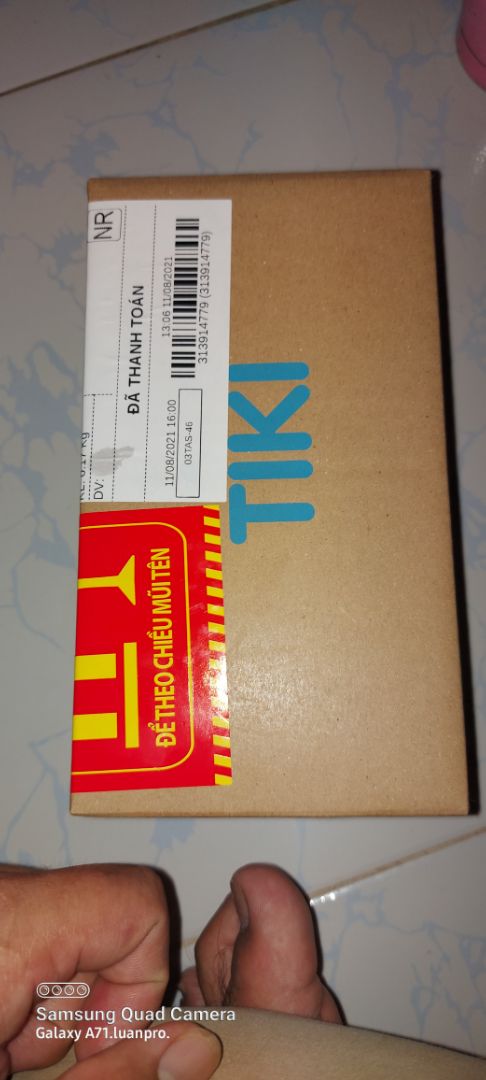 NR
ĐÃ THANH TOÁN
13:06 11/08/2021
313914779 (313914779)
DV:
11/08/2021 16:00
03TAS-46
TIKI
ĐỂ THEO CHIỀU MŨI TÊN
Samsung Quad Camera
Galaxy A71.luanpro.